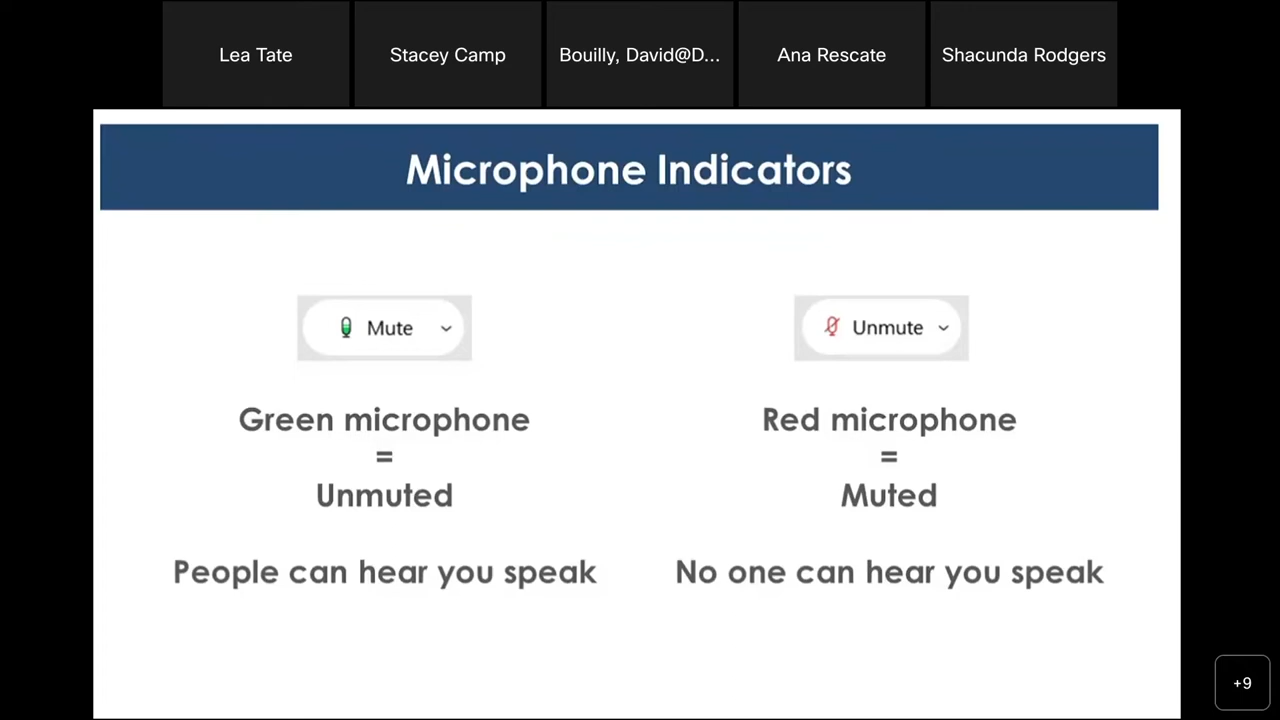 Lea Tate
Stacey Camp
Bouilly, David@D...
Ana Rescate
Shacunda Rodgers
Microphone Indicators
Mute
Unmute
Green microphone
=
Unmuted
People can hear you speak
Red microphone
=
Muted
No one can hear you speak
+9